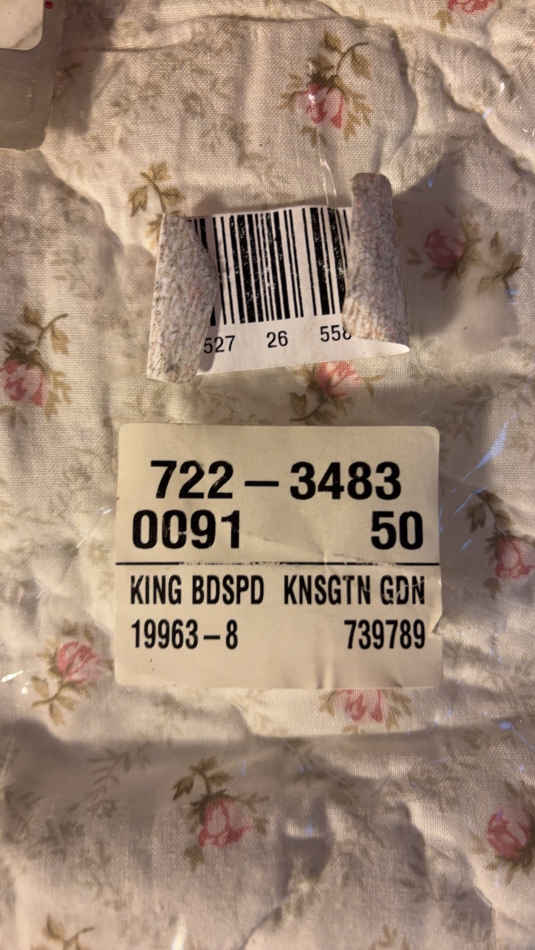 527 26 558
722-3483
0091 50
KING BDSPD KNSGTN GDN
19963-8 739789